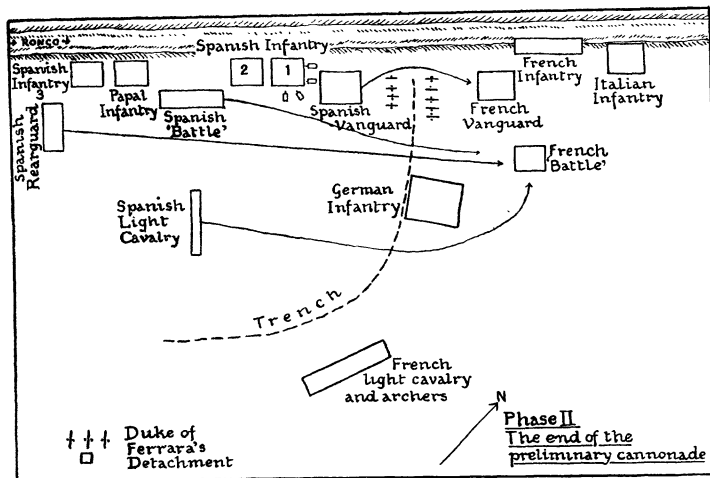 RONCO
Spanish Infantry
Spanish
Infantry
3
Papal
Infantry
2
1
French
Infantry
Italian
Infantry
Spanish
'Battle'
Spanish
Vanguard
French
Vanguard
Spanish
Rearguard
French
Battle'
German
Infantry
Spanish
Light
Cavalry
Trench
French
light cavalry
and archers
N
Phase II
The end of the
preliminary cannonade
Duke of
Ferrara's
Detachment